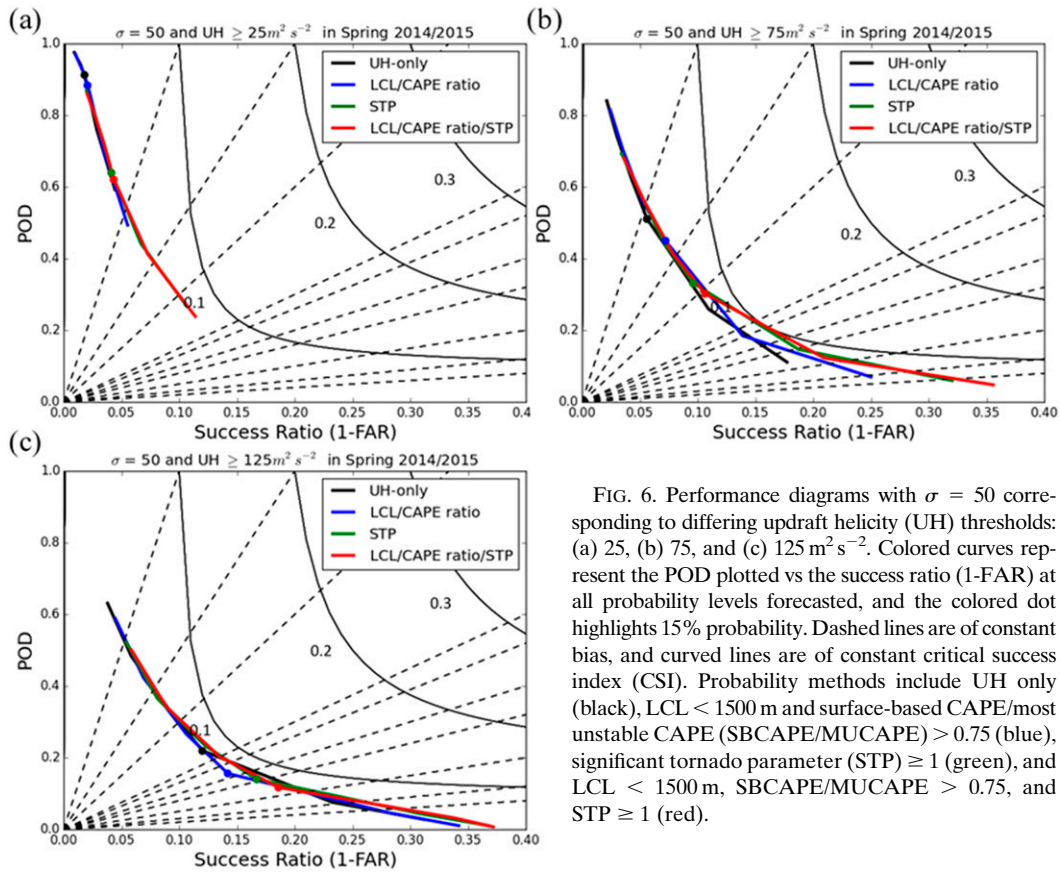 (a)
σ = 50 and UH ≥ 25m² s⁻² in Spring 2014/2015
UH-only
LCL/CAPE ratio
STP
LCL/CAPE ratio/STP
1.0
0.8
0.6
0.4
0.2
0.0
POD
0.3
0.2
0.1
0.00 0.05 0.10 0.15 0.20 0.25 0.30 0.35 0.40
Success Ratio (1-FAR)
(b)
σ = 50 and UH ≥ 75m² s⁻² in Spring 2014/2015
UH-only
LCL/CAPE ratio
STP
LCL/CAPE ratio/STP
1.0
0.8
0.6
0.4
0.2
0.0
POD
0.3
0.2
0.1
0.00 0.05 0.10 0.15 0.20 0.25 0.30 0.35 0.40
Success Ratio (1-FAR)
(c)
σ = 50 and UH ≥ 125m² s⁻² in Spring 2014/2015
UH-only
LCL/CAPE ratio
STP
LCL/CAPE ratio/STP
1.0
0.8
0.6
0.4
0.2
0.0
POD
0.3
0.2
0.1
0.00 0.05 0.10 0.15 0.20 0.25 0.30 0.35 0.40
Success Ratio (1-FAR)
FIG. 6. Performance diagrams with σ = 50 corre-
sponding to differing updraft helicity (UH) thresholds:
(a) 25, (b) 75, and (c) 125 m² s⁻². Colored curves rep-
resent the POD plotted vs the success ratio (1-FAR) at
all probability levels forecasted, and the colored dot
highlights 15% probability. Dashed lines are of constant
bias, and curved lines are of constant critical success
index (CSI). Probability methods include UH only
(black), LCL < 1500 m and surface-based CAPE/most
unstable CAPE (SBCAPE/MUCAPE) > 0.75 (blue),
significant tornado parameter (STP) ≥ 1 (green), and
LCL < 1500 m, SBCAPE/MUCAPE > 0.75, and
STP ≥ 1 (red).